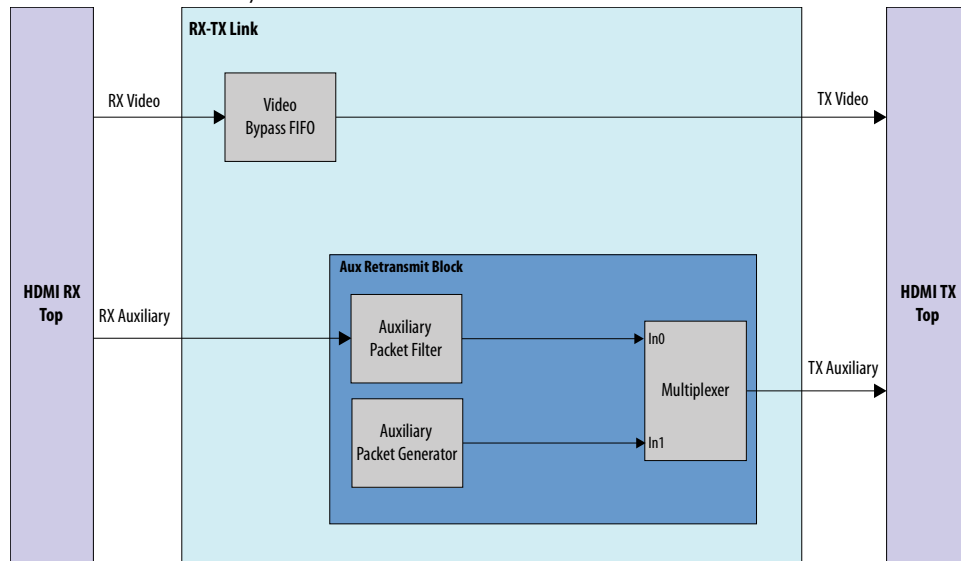 RX-TX Link
RX Video
Video
Bypass FIFO
TX Video
Aux Retransmit Block
HDMI RX
Top
RX Auxiliary
Auxiliary
Packet Filter
In0
Multiplexer
In1
Auxiliary
Packet Generator
TX Auxiliary
HDMI TX
Top